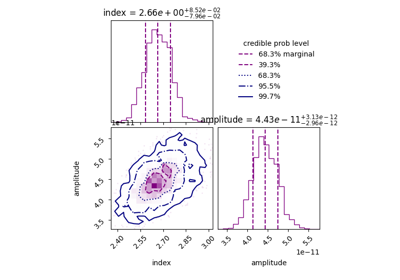 index = 2.66e+00+8.52e-02
-7.96e-02
credible prob level
68.3% marginal
39.3%
68.3%
95.5%
99.7%
1e-11
amplitude = 4.43e-11+3.13e-12
-2.96e-12
amplitude
5.5
5.0
4.5
4.0
3.5
2.40
2.55
2.70
2.85
3.00
index
3.5
4.5
5.0
5.5
1e-11
amplitude